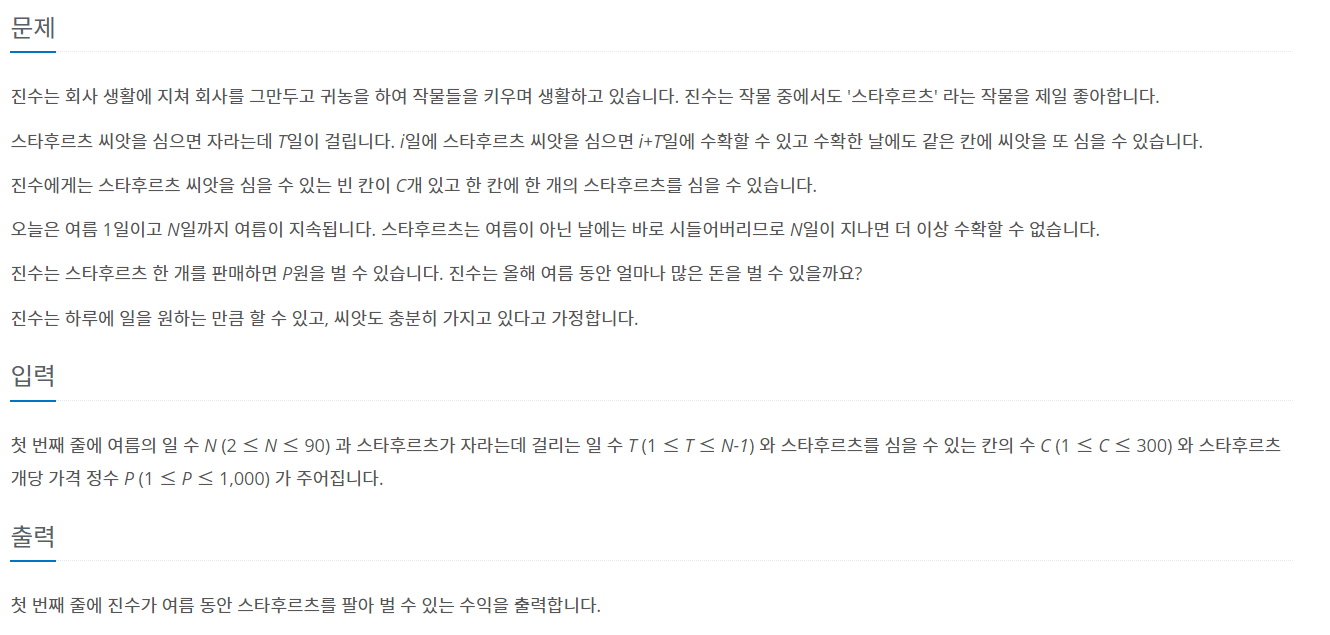 문제
진수는 회사 생활에 지쳐 회사를 그만두고 귀농을 하여 작물들을 키우며 생활하고 있습니다. 진수는 작물 중에서도 '스타후르츠' 라는 작물을 제일 좋아합니다.
스타후르츠 씨앗을 심으면 자라는데 T일이 걸립니다. i일에 스타후르츠 씨앗을 심으면 i+T일에 수확할 수 있고 수확한 날에도 같은 칸에 씨앗을 또 심을 수 있습니다.
진수에게는 스타후르츠 씨앗을 심을 수 있는 빈 칸이 C개 있고 한 칸에 한 개의 스타후르츠를 심을 수 있습니다.
오늘은 여름 1일이고 N일까지 여름이 지속됩니다. 스타후르츠는 여름이 아닌 날에는 바로 시들어버리므로 N일이 지나면 더 이상 수확할 수 없습니다.
진수는 스타후르츠 한 개를 판매하면 P원을 벌 수 있습니다. 진수는 올해 여름 동안 얼마나 많은 돈을 벌 수 있을까요?
진수는 하루에 일을 원하는 만큼 할 수 있고, 씨앗도 충분히 가지고 있다고 가정합니다.
입력
첫 번째 줄에 여름의 일 수 N (2 ≤ N ≤ 90) 과 스타후르츠가 자라는데 걸리는 일 수 T (1 ≤ T ≤ N-1) 와 스타후르츠를 심을 수 있는 칸의 수 C (1 ≤ C ≤ 300) 와 스타후르츠
개당 가격 정수 P (1 ≤ P ≤ 1,000) 가 주어집니다.
출력
첫 번째 줄에 진수가 여름 동안 스타후르츠를 팔아 벌 수 있는 수익을 출력합니다.